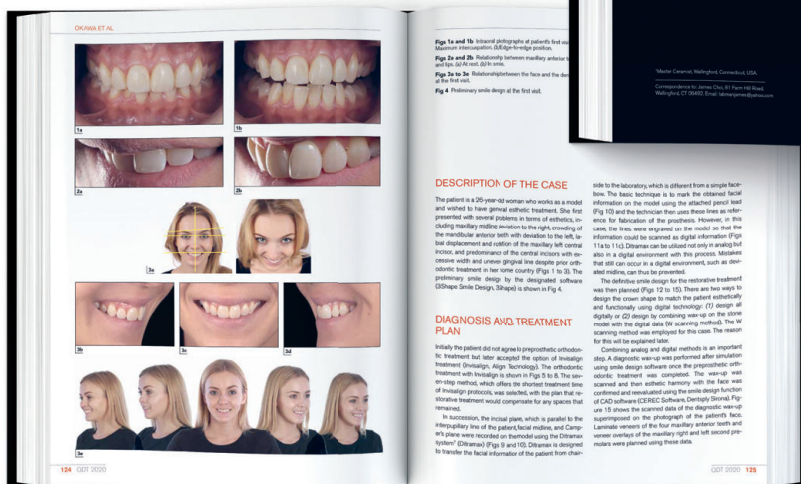 OKAWA ET AL
1a
1b
2a
2b
3a
3b
3c
3d
3e
124 QDT 2020
Figs 1a and 1b Intraoral photographs at patient's first visit
Maximum intercuspation. (b)Edge-to-edge position.
Figs 2a and 2b Relationship between maxillary anterior t
and lips. (a) At rest. (b) In smile.
Figs 3a to 3e Relationshipbetween the face and the den
at the first visit.
Fig 4 Preliminary smile design at the first visit.
DESCRIPTION OF THE CASE
The patient is a 26-year-old woman who works as a model
and wished to have general esthetic treatment. She first
presented with several poblems in terms of esthetics, in-
cluding maxillary midline deviation to the right, crowding of
the mandibular anterior teeth with deviation to the left, la-
bial displacement and rotation of the maxillary left central
incisor, and predominance of the central incisors with ex-
cessive width and uneven gingival line despite prior orth-
odontic treatment in her home country (Figs 1 to 3). The
preliminary smile design by the designated software
(3Shape Smile Design, 3Shape) is shown in Fig 4.
DIAGNOSIS AND TREATMENT
PLAN
Initially the patient did not agree to preprosthetic orthodon-
tic treatment but later accepted the option of Invisalign
treatment (Invisalign, Align Technology). The orthodontic
treatment with Invisalign is shown in Figs 5 to 8. The sev-
en-step method, which offers the shortest treatment time
of Invisalign protocols, was selected, with the plan that re-
storative treatment would compensate for any spaces that
remained.
In succession, the incisal plane, which is parallel to the
interpupillary line of the patient, facial midline, and Camp-
er's plane were recorded on themodel using the Ditramax
system⁷ (Ditramax) (Figs 9 and 10). Ditramax is designed
to transfer the facial information of the patient from chair-
side to the laboratory, which is different from a simple face-
bow. The basic technique is to mark the obtained facial
information on the model using the attached pencil lead
(Fig 10) and the technician then uses these lines as refer-
ence for fabrication of the prosthesis. However, in this
case, the lines were engraved on the model so that the
information could be scanned as digital information (Figs
11a to 11c). Ditramax can be utilized not only in analog but
also in a digital environment with this process. Mistakes
that still can occur in a digital environment, such as devi-
ated midline, can thus be prevented.
The definitive smile design for the restorative treatment
was then planned (Figs 12 to 15). There are two ways to
design the crown shape to match the patient esthetically
and functionally using digital technology: (1) design all
digitally or (2) design by combining wax-up on the stone
model with the digital data (W scanning method). The W
scanning method was employed for this case. The reason
for this will be explained later.
Combining analog and digital methods is an important
step. A diagnostic wax-up was performed after simulation
using smile design software once the preprosthetic orth-
odontic treatment was completed. The wax-up was
scanned and then esthetic harmony with the face was
confirmed and reevaluated using the smile design function
of CAD software (CEREC Software, Dentsply Sirona). Fig-
ure 15 shows the scanned data of the diagnostic wax-up
superimposed on the photograph of the patient's face.
Laminate veneers of the four maxillary anterior teeth and
veneer overlays of the maxillary right and left second pre-
molars were planned using these data.
QDT 2020 125
¹Master Ceramist, Wallingford, Connecticut, USA.
Correspondence to: James Choi, 81 Farm Hill Road,
Wallingford, CT 06492. Email: labmanjames@yahoo.com